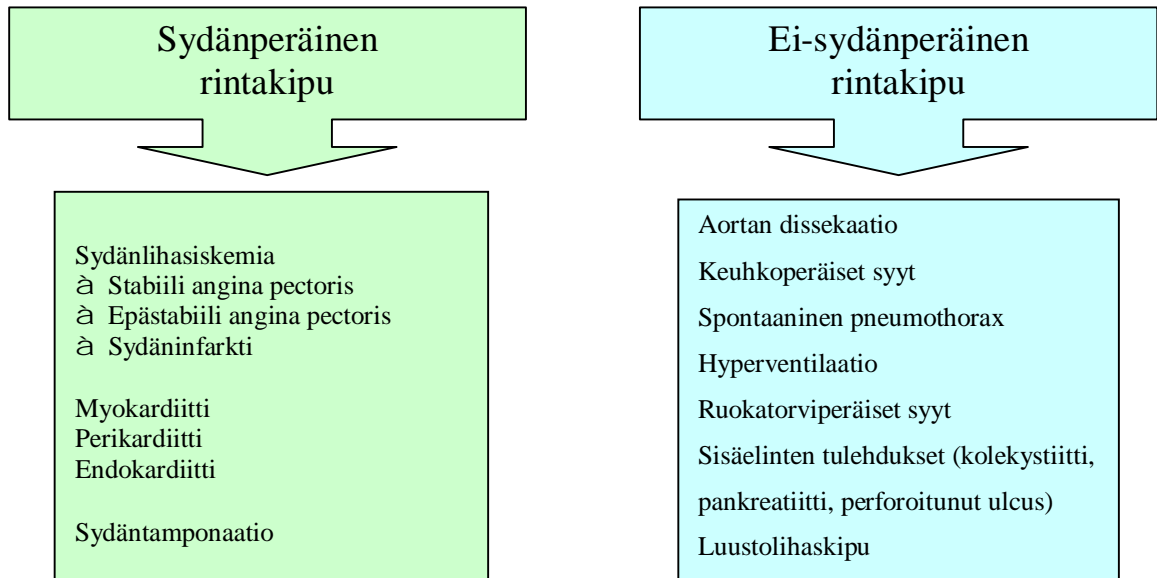 Sydänperäinen
rintakipu
Sydänlihasiskemia
à Stabiili angina pectoris
à Epästabiili angina pectoris
à Sydäninfarkti
Myokardiitti
Perikardiitti
Endokardiitti
Sydäntamponaatio
Ei-sydänperäinen
rintakipu
Aortan dissekaatio
Keuhkoperäiset syyt
Spontaaninen pneumothorax
Hyperventilaatio
Ruokatorviperäiset syyt
Sisäelinten tulehdukset (kolekystiitti,
pankreatiitti, perforoitunut ulcus)
Luustolihaskipu